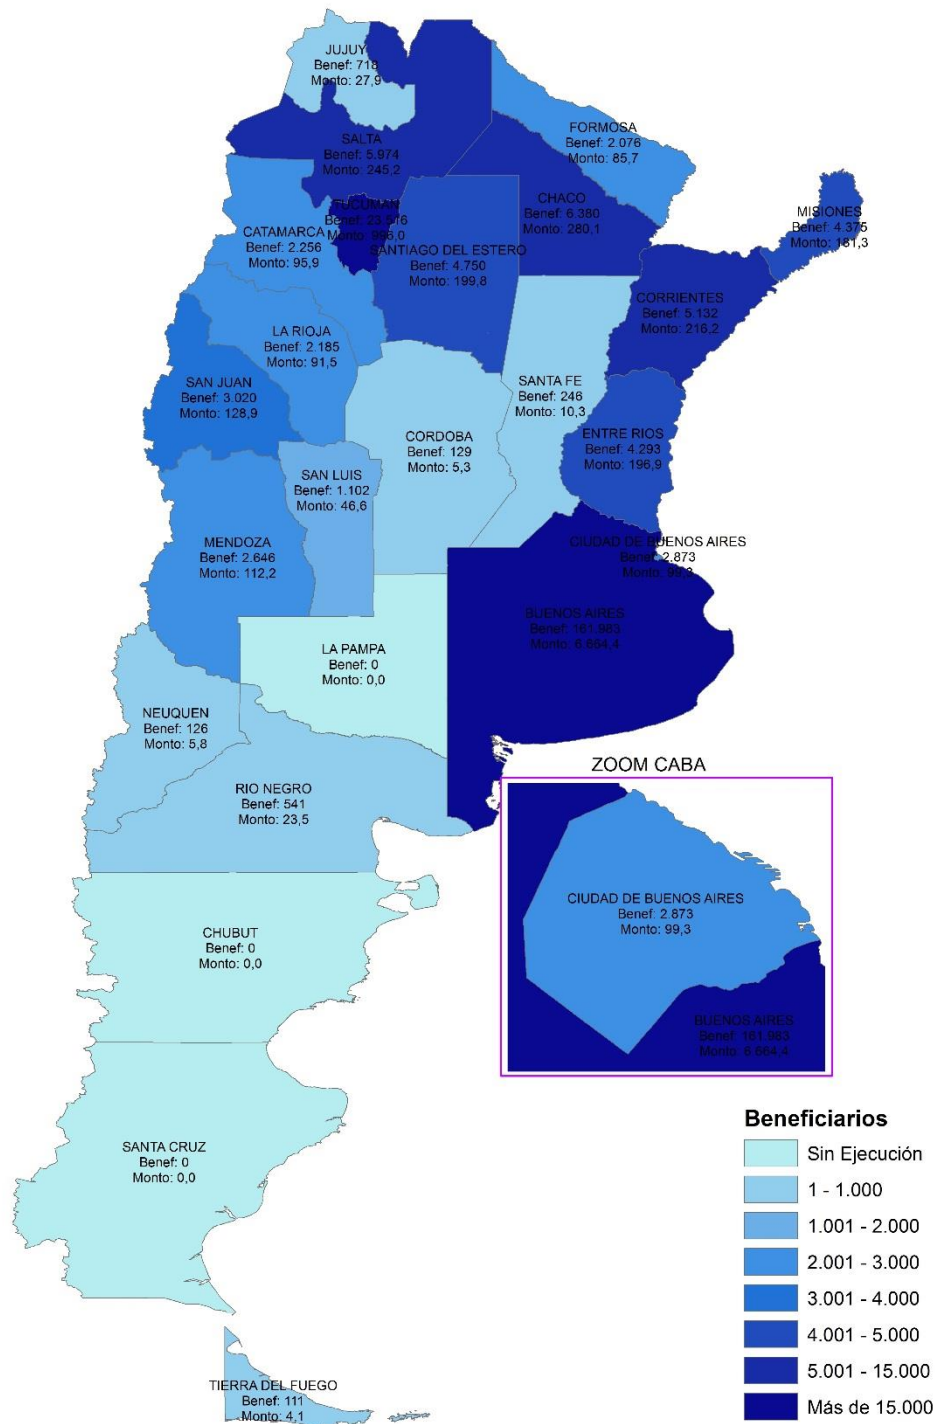 JUJUY
Benef: 718
Monto: 27,9
SALTA
Benef: 5.974
Monto: 245,2
FORMOSA
Benef: 2.076
Monto: 85,7
CHACO
Benef: 6.380
Monto: 280,1
MISIONES
Benef: 4.375
Monto: 181,3
TUCUMAN
Benef: 23.516
Monto: 996,0
CATAMARCA
Benef: 2.256
Monto: 95,9
SANTIAGO DEL ESTERO
Benef: 4.750
Monto: 199,8
CORRIENTES
Benef: 5.132
Monto: 216,2
LA RIOJA
Benef: 2.185
Monto: 91,5
SAN JUAN
Benef: 3.020
Monto: 128,9
SANTA FE
Benef: 246
Monto: 10,3
CORDOBA
Benef: 129
Monto: 5,3
ENTRE RIOS
Benef: 4.293
Monto: 196,9
SAN LUIS
Benef: 1.102
Monto: 46,6
MENDOZA
Benef: 2.646
Monto: 112,2
CIUDAD DE BUENOS AIRES
Benef: 2.873
Monto: 99,3
BUENOS AIRES
Benef: 161.983
Monto: 6.664,4
LA PAMPA
Benef: 0
Monto: 0,0
NEUQUEN
Benef: 126
Monto: 5,8
RIO NEGRO
Benef: 541
Monto: 23,5
ZOOM CABA
CIUDAD DE BUENOS AIRES
Benef: 2.873
Monto: 99,3
BUENOS AIRES
Benef: 161.983
Monto: 6.664,4
CHUBUT
Benef: 0
Monto: 0,0
SANTA CRUZ
Benef: 0
Monto: 0,0
TIERRA DEL FUEGO
Benef: 111
Monto: 4,1
Beneficiarios
Sin Ejecución
1 - 1.000
1.001 - 2.000
2.001 - 3.000
3.001 - 4.000
4.001 - 5.000
5.001 - 15.000
Más de 15.000